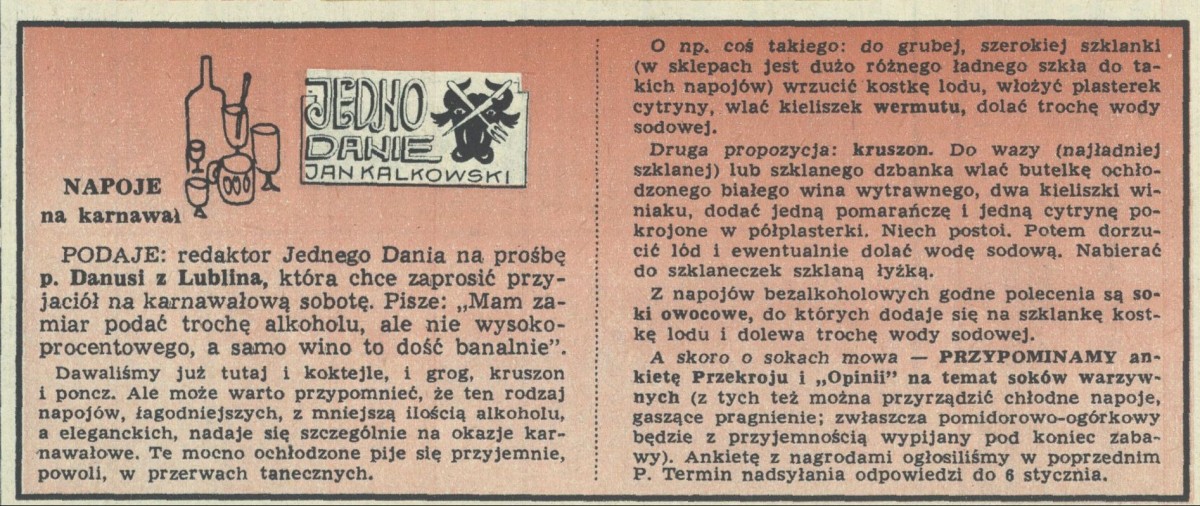 JEDNO
DANIE
JAN KALKOWSKI
NAPOJE
na karnawał
PODAJE: redaktor Jednego Dania na prośbę
p. Danusi z Lublina, która chce zaprosić przy-
jaciół na karnawałową sobotę. Pisze: „Mam za-
miar podać trochę alkoholu, ale nie wysoko-
procentowego, a samo wino to dość banalnie”.
Dawaliśmy już tutaj i koktejle, i grog, kruszon
i poncz. Ale może warto przypomnieć, że ten rodzaj
napojów, łagodniejszych, z mniejszą ilością alkoholu,
a eleganckich, nadaje się szczególnie na okazje kar-
nawałowe. Te mocno ochłodzone pije się przyjemnie,
powoli, w przerwach tanecznych.
O np. coś takiego: do grubej, szerokiej szklanki
(w sklepach jest dużo różnego ładnego szkła do ta-
kich napojów) wrzucić kostkę lodu, włożyć plasterek
cytryny, wlać kieliszek wermutu, dolać trochę wody
sodowej.
Druga propozycja: kruszon. Do wazy (najładniej
szklanej) lub szklanego dzbanka wlać butelkę ochło-
dzonego białego wina wytrawnego, dwa kieliszki wi-
niaku, dodać jedną pomarańczę i jedną cytrynę po-
krojone w półplasterki. Niech postoi. Potem dorzu-
cić lód i ewentualnie dolać wodę sodową. Nabierać
do szklaneczek szklaną łyżką.
Z napojów bezalkoholowych godne polecenia są so-
ki owocowe, do których dodaje się na szklankę kost-
kę lodu i dolewa trochę wody sodowej.
A skoro o sokach mowa — PRZYPOMINAMY an-
kietę Przekroju i „Opinii” na temat soków warzyw-
nych (z tych też można przyrządzić chłodne napoje,
gaszące pragnienie; zwłaszcza pomidorowo-ogórkowy
będzie z przyjemnością wypijany pod koniec zaba-
wy). Ankietę z nagrodami ogłosiliśmy w poprzednim
P. Termin nadsyłania odpowiedzi do 6 stycznia.